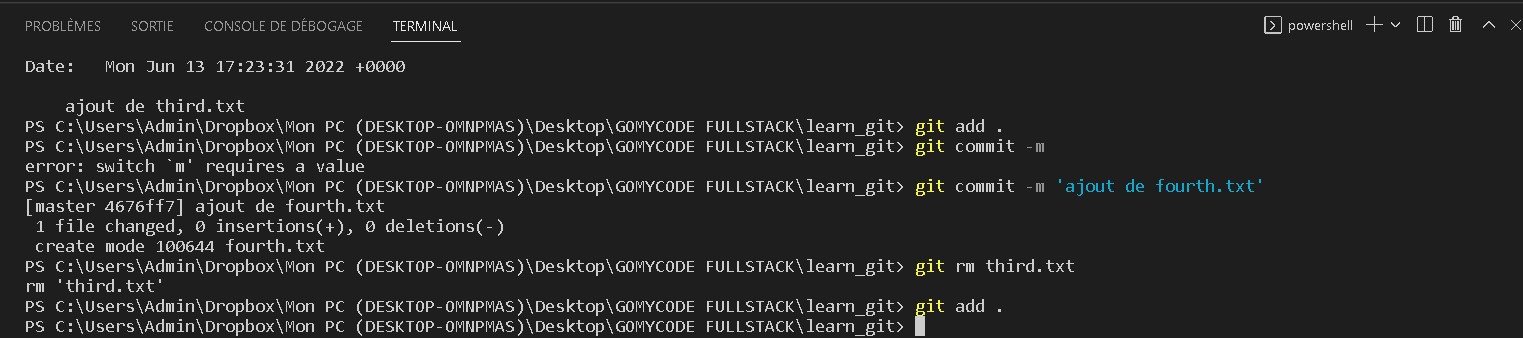 PROBLÈMES SORTIE CONSOLE DE DÉBOGAGE TERMINAL powershell
Date:   Mon Jun 13 17:23:31 2022 +0000
    ajout de third.txt
PS C:\Users\Admin\Dropbox\Mon PC (DESKTOP-OMNPMAS)\Desktop\GOMYCODE FULLSTACK\learn_git> git add .
PS C:\Users\Admin\Dropbox\Mon PC (DESKTOP-OMNPMAS)\Desktop\GOMYCODE FULLSTACK\learn_git> git commit -m
error: switch `m' requires a value
PS C:\Users\Admin\Dropbox\Mon PC (DESKTOP-OMNPMAS)\Desktop\GOMYCODE FULLSTACK\learn_git> git commit -m 'ajout de fourth.txt'
[master 4676ff7] ajout de fourth.txt
 1 file changed, 0 insertions(+), 0 deletions(-)
 create mode 100644 fourth.txt
PS C:\Users\Admin\Dropbox\Mon PC (DESKTOP-OMNPMAS)\Desktop\GOMYCODE FULLSTACK\learn_git> git rm third.txt
rm 'third.txt'
PS C:\Users\Admin\Dropbox\Mon PC (DESKTOP-OMNPMAS)\Desktop\GOMYCODE FULLSTACK\learn_git> git add .
PS C:\Users\Admin\Dropbox\Mon PC (DESKTOP-OMNPMAS)\Desktop\GOMYCODE FULLSTACK\learn_git>